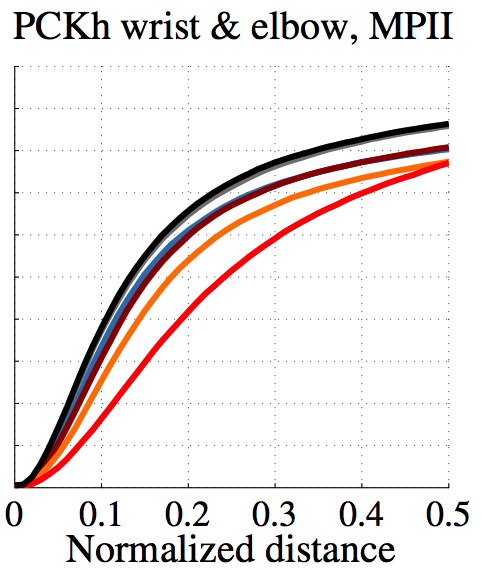 PCKh wrist & elbow, MPII
0 0.1 0.2 0.3 0.4 0.5
Normalized distance